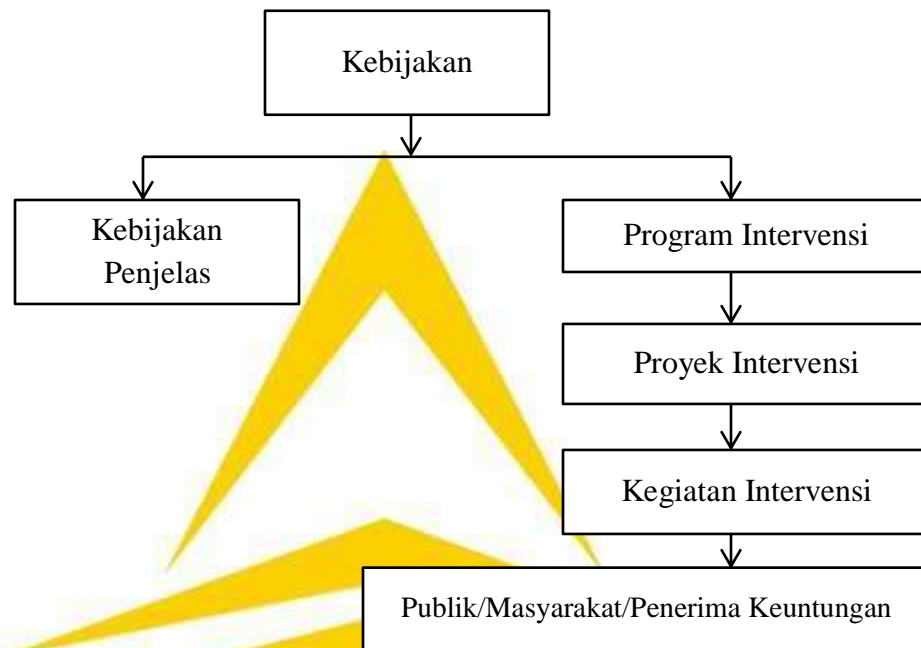 Kebijakan
Kebijakan
Penjelas
Program Intervensi
Proyek Intervensi
Kegiatan Intervensi
Publik/Masyarakat/Penerima Keuntungan